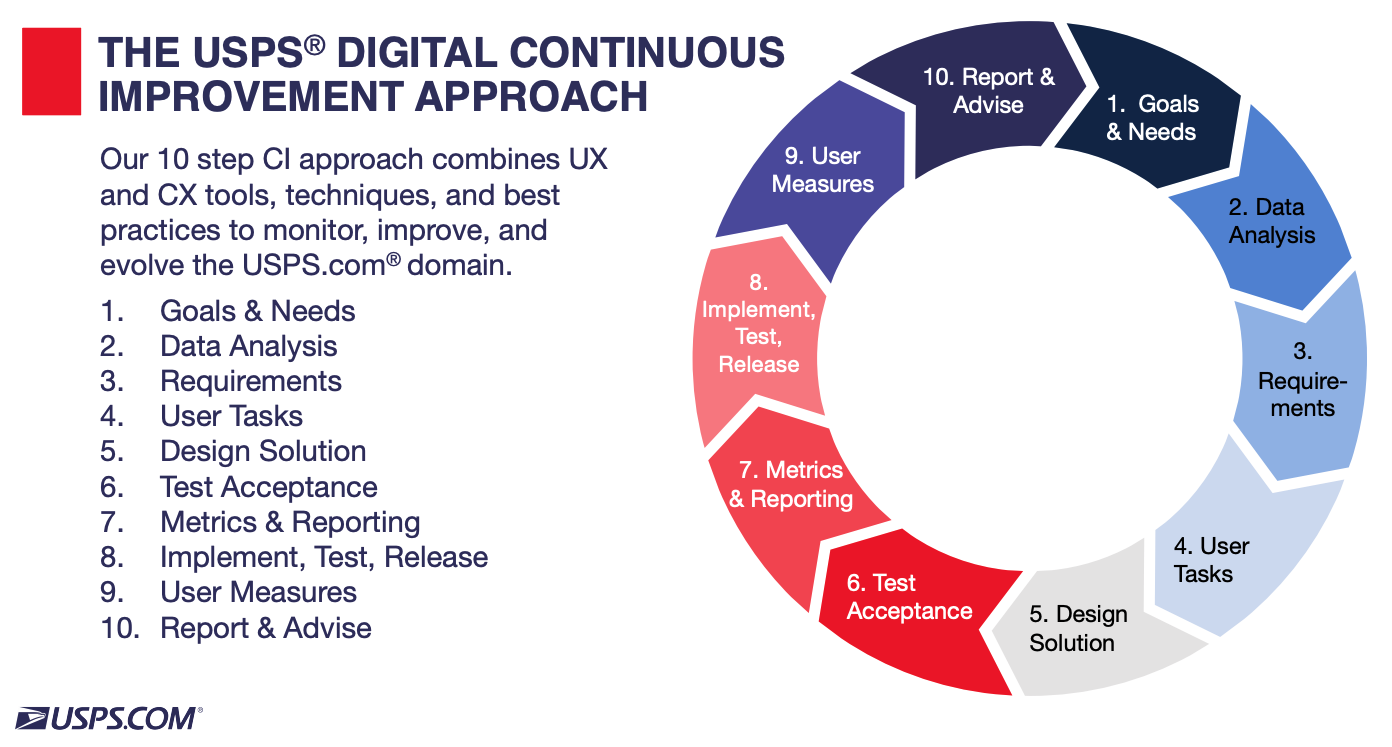 THE USPS® DIGITAL CONTINUOUS
IMPROVEMENT APPROACH
Our 10 step CI approach combines UX
and CX tools, techniques, and best
practices to monitor, improve, and
evolve the USPS.com® domain.
1. Goals & Needs
2. Data Analysis
3. Requirements
4. User Tasks
5. Design Solution
6. Test Acceptance
7. Metrics & Reporting
8. Implement, Test, Release
9. User Measures
10. Report & Advise
USPS.COM®
1. Goals
& Needs
2. Data
Analysis
3.
Require-
ments
4. User
Tasks
5. Design
Solution
6. Test
Acceptance
7. Metrics
& Reporting
8.
Implement,
Test,
Release
9. User
Measures
10. Report &
Advise